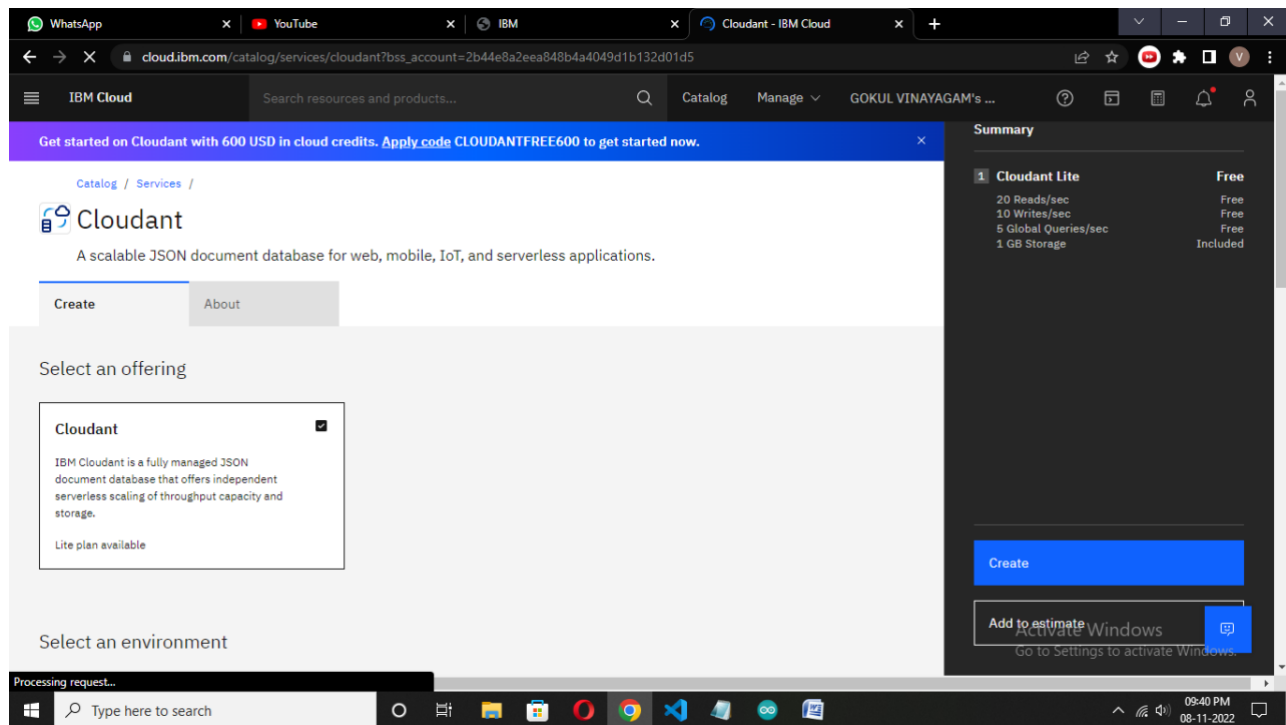 WhatsApp
YouTube
IBM
Cloudant - IBM Cloud
cloud.ibm.com/catalog/services/cloudant?bss_account=2b44e8a2eea848b4a4049d1b132d01d5
V
IBM Cloud
Search resources and products...
Catalog
Manage
GOKUL VINAYAGAM's ...
Get started on Cloudant with 600 USD in cloud credits. Apply code CLOUDANTFREE600 to get started now.
Catalog / Services /
Cloudant
A scalable JSON document database for web, mobile, IoT, and serverless applications.
Create
About
Select an offering
Cloudant
IBM Cloudant is a fully managed JSON
document database that offers independent
serverless scaling of throughput capacity and
storage.
Lite plan available
Select an environment
Summary
1 Cloudant Lite Free
20 Reads/sec Free
10 Writes/sec Free
5 Global Queries/sec Free
1 GB Storage Included
Create
Add to estimate
Activate Windows
Go to Settings to activate Windows.
Processing request...
Type here to search
09:40 PM
08-11-2022